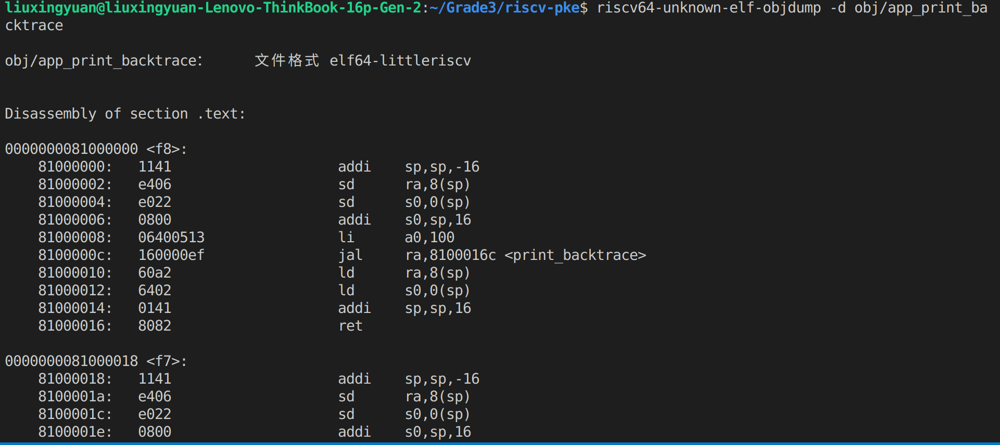 liuxingyuan@liuxingyuan-Lenovo-ThinkBook-16p-Gen-2:~/Grade3/riscv-pke$ riscv64-unknown-elf-objdump -d obj/app_print_ba
cktrace
obj/app_print_backtrace:     文件格式 elf64-littleriscv
Disassembly of section .text:
0000000081000000 <f8>:
    81000000:   1141                    addi    sp,sp,-16
    81000002:   e406                    sd      ra,8(sp)
    81000004:   e022                    sd      s0,0(sp)
    81000006:   0800                    addi    s0,sp,16
    81000008:   06400513                li      a0,100
    8100000c:   160000ef                jal     ra,8100016c <print_backtrace>
    81000010:   60a2                    ld      ra,8(sp)
    81000012:   6402                    ld      s0,0(sp)
    81000014:   0141                    addi    sp,sp,16
    81000016:   8082                    ret
0000000081000018 <f7>:
    81000018:   1141                    addi    sp,sp,-16
    8100001a:   e406                    sd      ra,8(sp)
    8100001c:   e022                    sd      s0,0(sp)
    8100001e:   0800                    addi    s0,sp,16